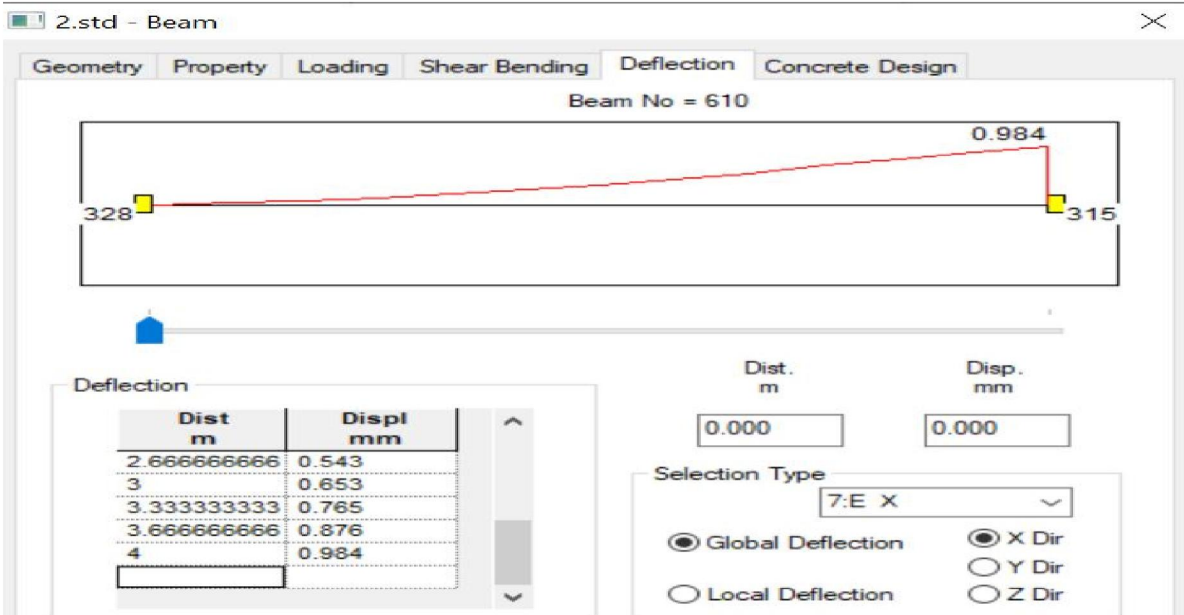 2.std - Beam
Geometry Property Loading Shear Bending Deflection Concrete Design
Beam No = 610
0.984
328
315
Deflection
Dist m Displ mm
2.666666666 0.543
3 0.653
3.333333333 0.765
3.666666666 0.876
4 0.984
Dist. m
Disp. mm
0.000 0.000
Selection Type
7:E X
Global Deflection
X Dir
Y Dir
Local Deflection
Z Dir